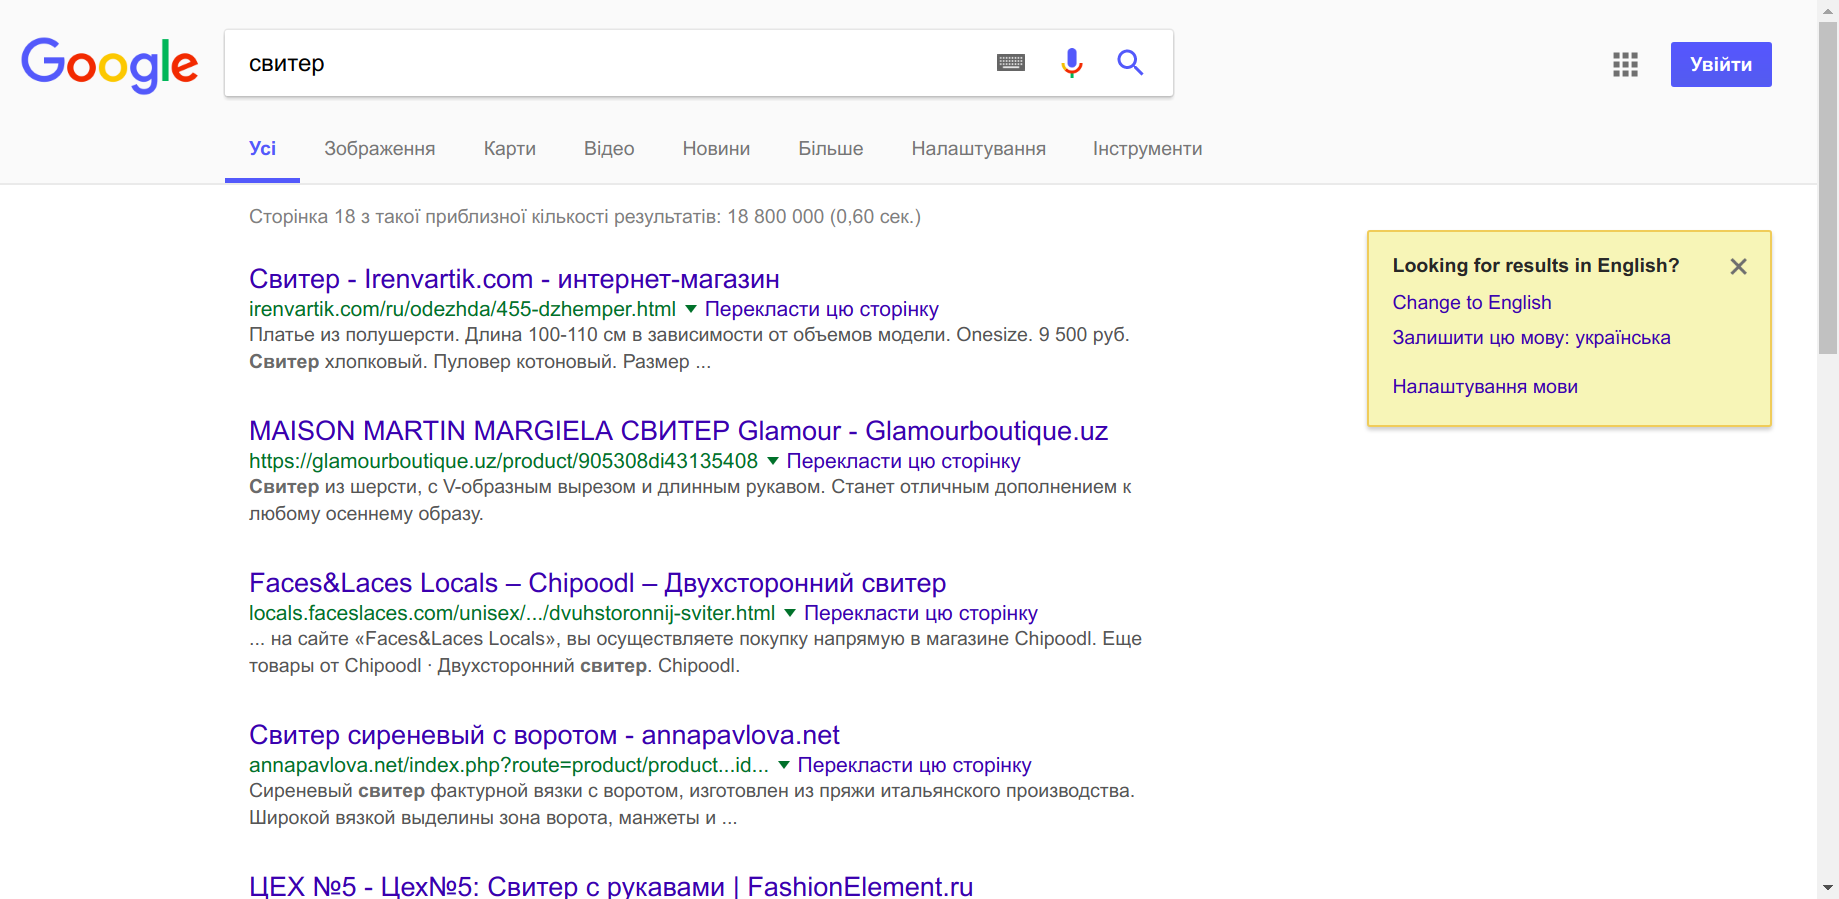 Google
свитер
Увійти
Усі Зображення Карти Відео Новини Більше Налаштування Інструменти
Сторінка 18 з такої приблизної кількості результатів: 18 800 000 (0,60 сек.)
Свитер - Irenvartik.com - интернет-магазин
irenvartik.com/ru/odezhda/455-dzhemper.html Перекласти цю сторінку
Платье из полушерсти. Длина 100-110 см в зависимости от объемов модели. Onesize. 9 500 руб.
Свитер хлопковый. Пуловер котоновый. Размер ...
MAISON MARTIN MARGIELA СВИТЕР Glamour - Glamourboutique.uz
https://glamourboutique.uz/product/905308di43135408 Перекласти цю сторінку
Свитер из шерсти, с V-образным вырезом и длинным рукавом. Станет отличным дополнением к
любому осеннему образу.
Faces&Laces Locals – Chipoodl – Двухсторонний свитер
locals.faceslaces.com/unisex/.../dvuhstoronnij-sviter.html Перекласти цю сторінку
... на сайте «Faces&Laces Locals», вы осуществляете покупку напрямую в магазине Chipoodl. Еще
товары от Chipoodl · Двухсторонний свитер. Chipoodl.
Свитер сиреневый с воротом - annapavlova.net
annapavlova.net/index.php?route=product/product...id... Перекласти цю сторінку
Сиреневый свитер фактурной вязки с воротом, изготовлен из пряжи итальянского производства.
Широкой вязкой выделины зона ворота, манжеты и ...
ЦЕХ №5 - Цех№5: Свитер с рукавами | FashionElement.ru
Looking for results in English?
Change to English
Залишити цю мову: українська
Налаштування мови